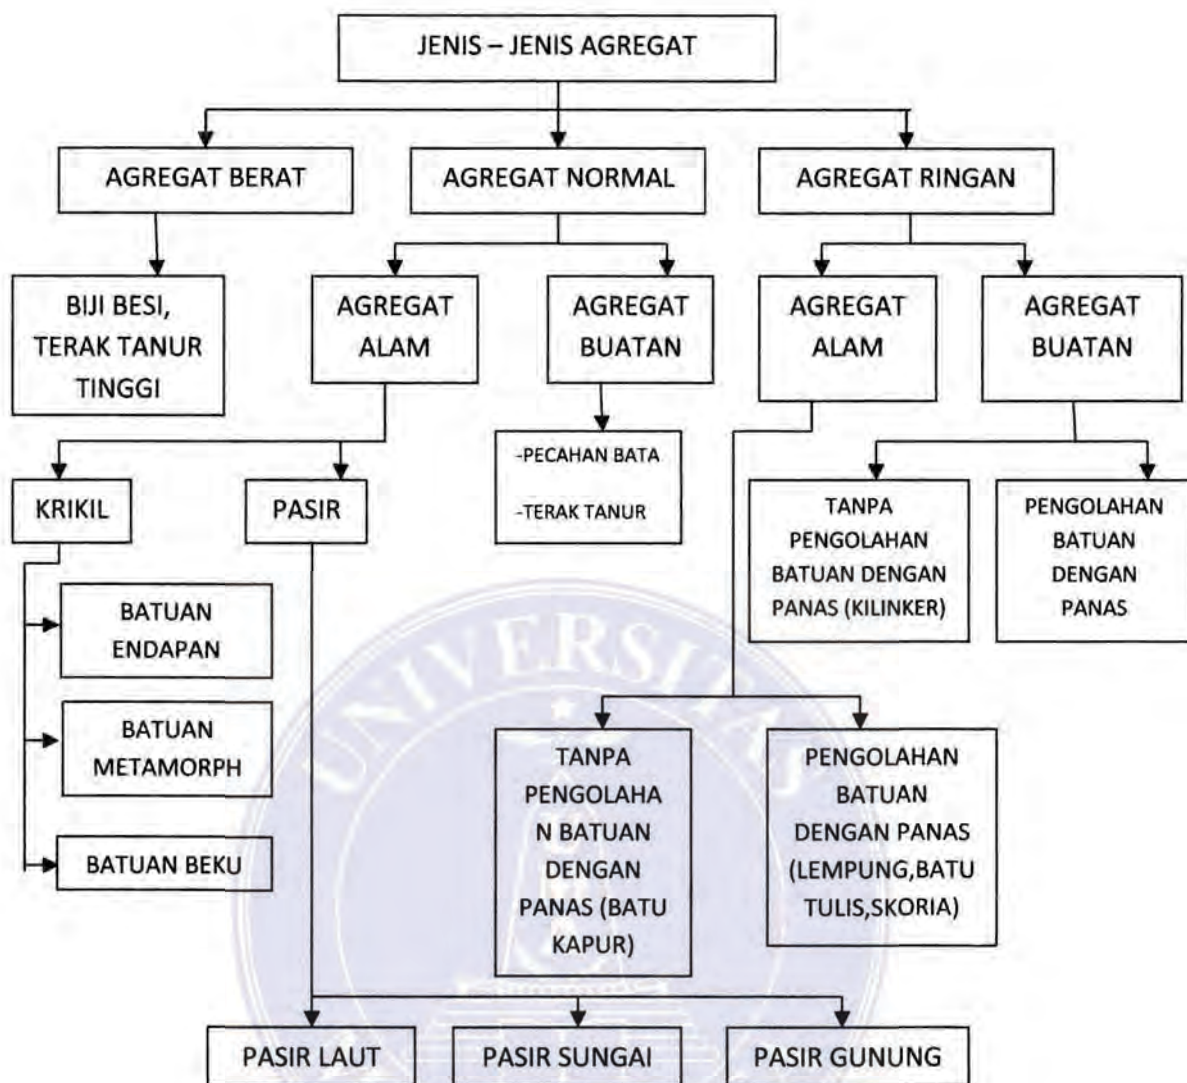 JENIS – JENIS AGREGAT
AGREGAT BERAT
AGREGAT NORMAL
AGREGAT RINGAN
BIJI BESI,
TERAK TANUR
TINGGI
AGREGAT
ALAM
AGREGAT
BUATAN
AGREGAT
ALAM
AGREGAT
BUATAN
KRIKIL
PASIR
-PECAHAN BATA
-TERAK TANUR
TANPA
PENGOLAHAN
BATUAN DENGAN
PANAS (KILINKER)
PENGOLAHAN
BATUAN
DENGAN
PANAS
BATUAN
ENDAPAN
BATUAN
METAMORPH
BATUAN BEKU
UNIVERSITAS
TANPA
PENGOLAHA
N BATUAN
DENGAN
PANAS (BATU
KAPUR)
PENGOLAHAN
BATUAN
DENGAN PANAS
(LEMPUNG,BATU
TULIS,SKORIA)
PASIR LAUT
PASIR SUNGAI
PASIR GUNUNG